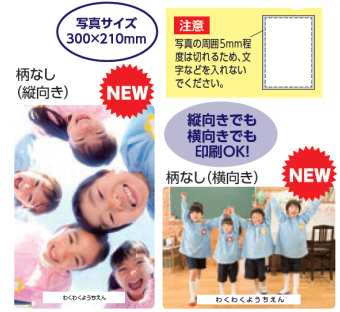 写真サイズ
300×210mm
注意
写真の周囲5mm程
度は切れるため、文
字などを入れない
でください。
柄なし
(縦向き)
NEW
縦向きでも
横向きでも
印刷OK!
柄なし(横向き)
NEW
わくわくようちえん
わくわくようちえん